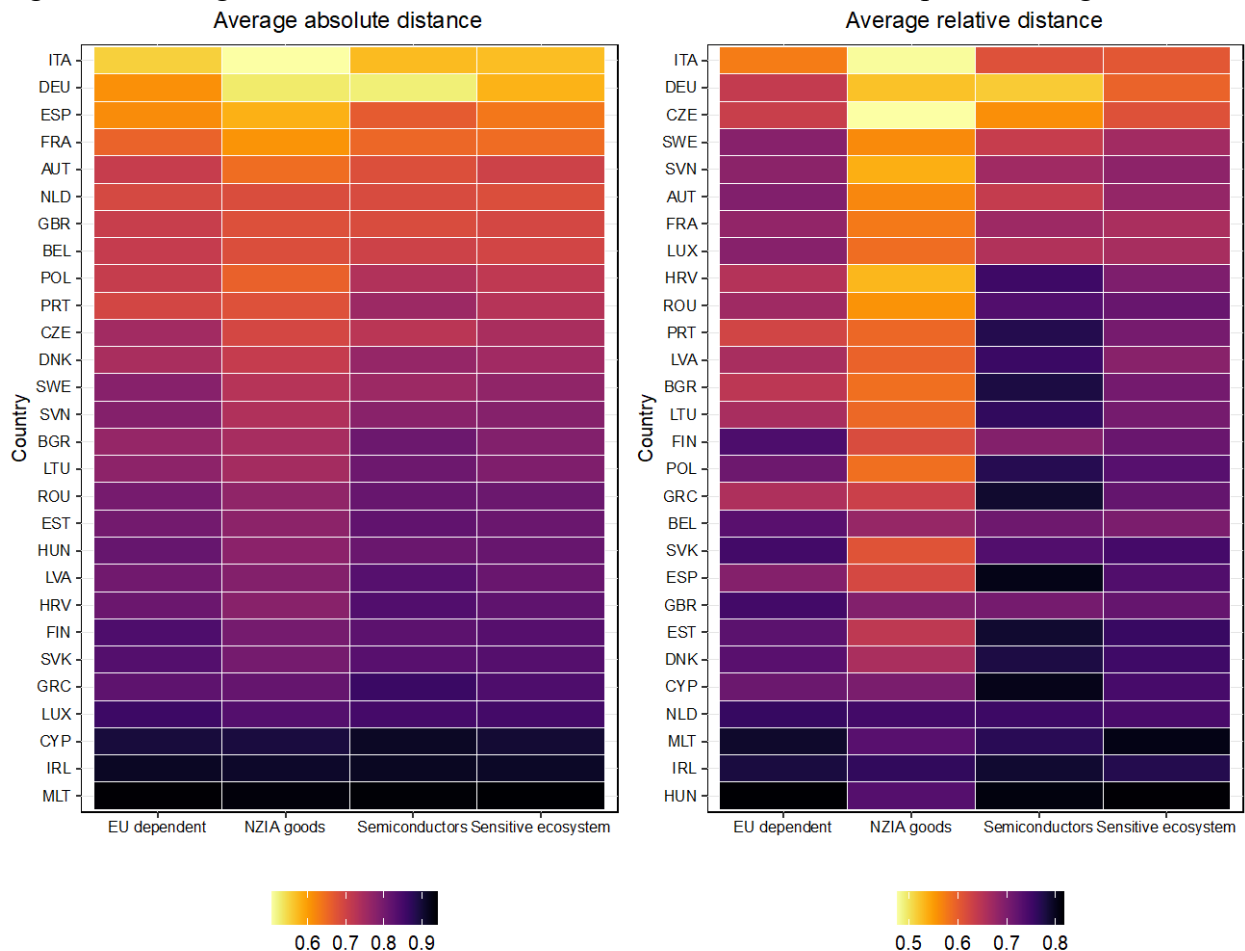 Average absolute distance
Country
ITA
DEU
ESP
FRA
AUT
NLD
GBR
BEL
POL
PRT
CZE
DNK
SWE
SVN
BGR
LTU
ROU
EST
HUN
LVA
HRV
FIN
SVK
GRC
LUX
CYP
IRL
MLT
EU dependent NZIA goods Semiconductors Sensitive ecosystem
0.6 0.7 0.8 0.9
Average relative distance
Country
ITA
DEU
CZE
SWE
SVN
AUT
FRA
LUX
HRV
ROU
PRT
LVA
BGR
LTU
FIN
POL
GRC
BEL
SVK
ESP
GBR
EST
DNK
CYP
NLD
MLT
IRL
HUN
EU dependent NZIA goods Semiconductors Sensitive ecosystem
0.5 0.6 0.7 0.8